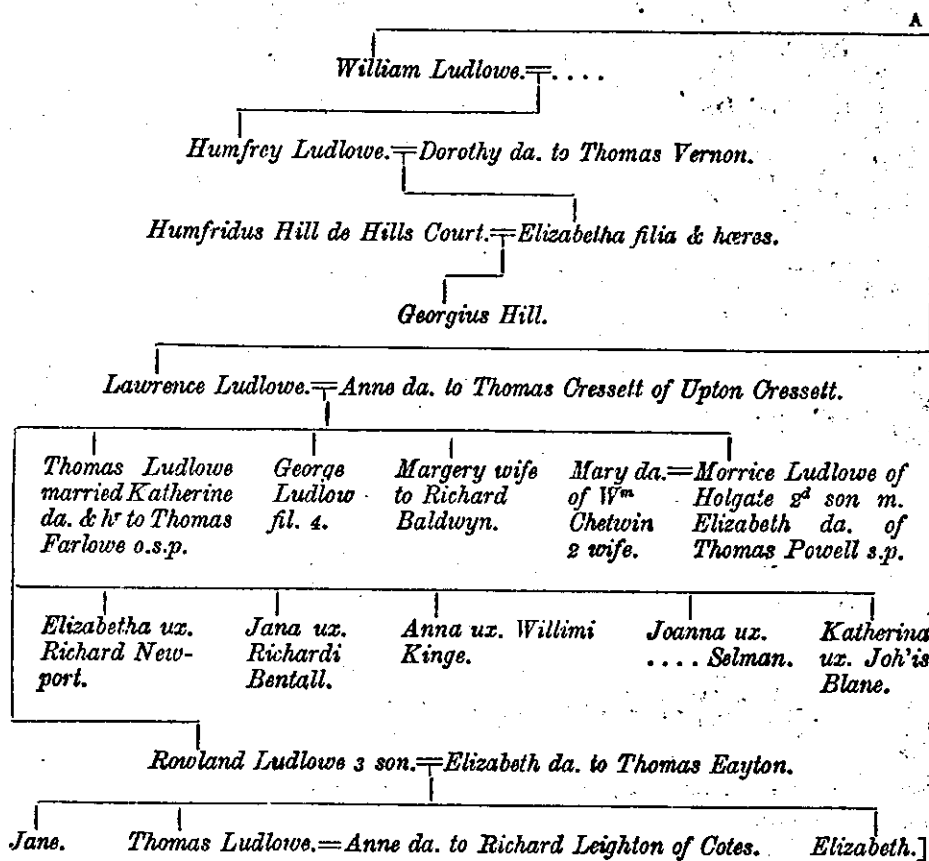 A
William Ludlowe.=. . . .
Humfrey Ludlowe.=Dorothy da. to Thomas Vernon.
Humfridus Hill de Hills Court.=Elizabetha filia & hæres.
Georgius Hill.
Lawrence Ludlowe.=Anne da. to Thomas Cressett of Upton Cressett.
Thomas Ludlowe
married Katherine
da. & hʳ to Thomas
Farlowe o.s.p.
George
Ludlow
fil. 4.
Margery wife
to Richard
Baldwyn.
Mary da.=
of Wᵐ
Chetwin
2 wife.
Morrice Ludlowe of
Holgate 2ᵈ son m.
Elizabeth da. of
Thomas Powell s.p.
Elizabetha ux.
Richard New-
port.
Jana ux.
Richardi
Bentall.
Anna ux. Willimi
Kinge.
Joanna ux.
. . . . Selman.
Katherina
ux. Joh'is
Blane.
Rowland Ludlowe 3 son.=Elizabeth da. to Thomas Eayton.
Jane.
Thomas Ludlowe.=Anne da. to Richard Leighton of Cotes.
Elizabeth.]